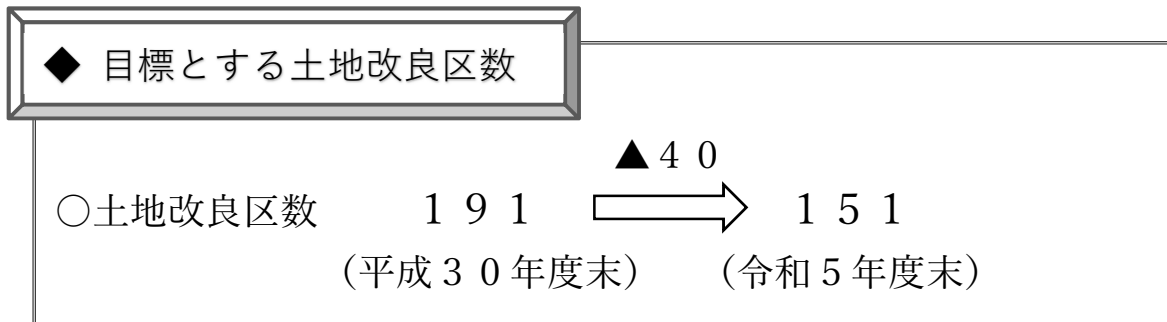 ◆ 目標とする土地改良区数
▲４０
○土地改良区数 １９１ １５１
（平成３０年度末） （令和５年度末）